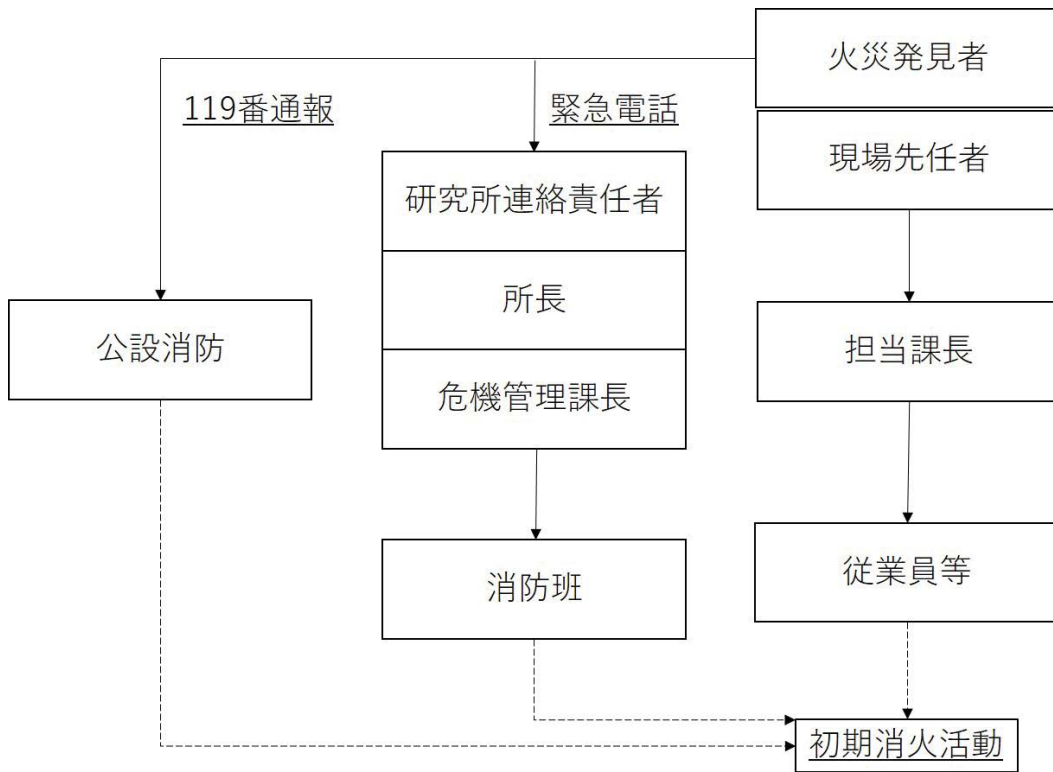 火災発見者
119番通報
緊急電話
現場先任者
研究所連絡責任者
所長
公設消防
担当課長
危機管理課長
消防班
従業員等
初期消火活動